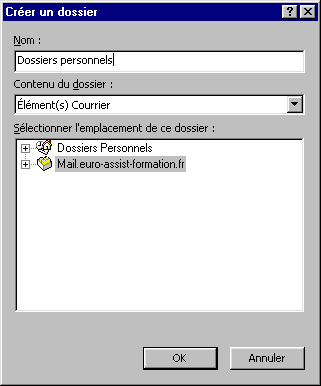 Créer un dossier
Nom :
Dossiers personnels
Contenu du dossier :
Élément(s) Courrier
Sélectionner l'emplacement de ce dossier :
Dossiers Personnels
Mail.euro-assist-formation.fr
OK
Annuler